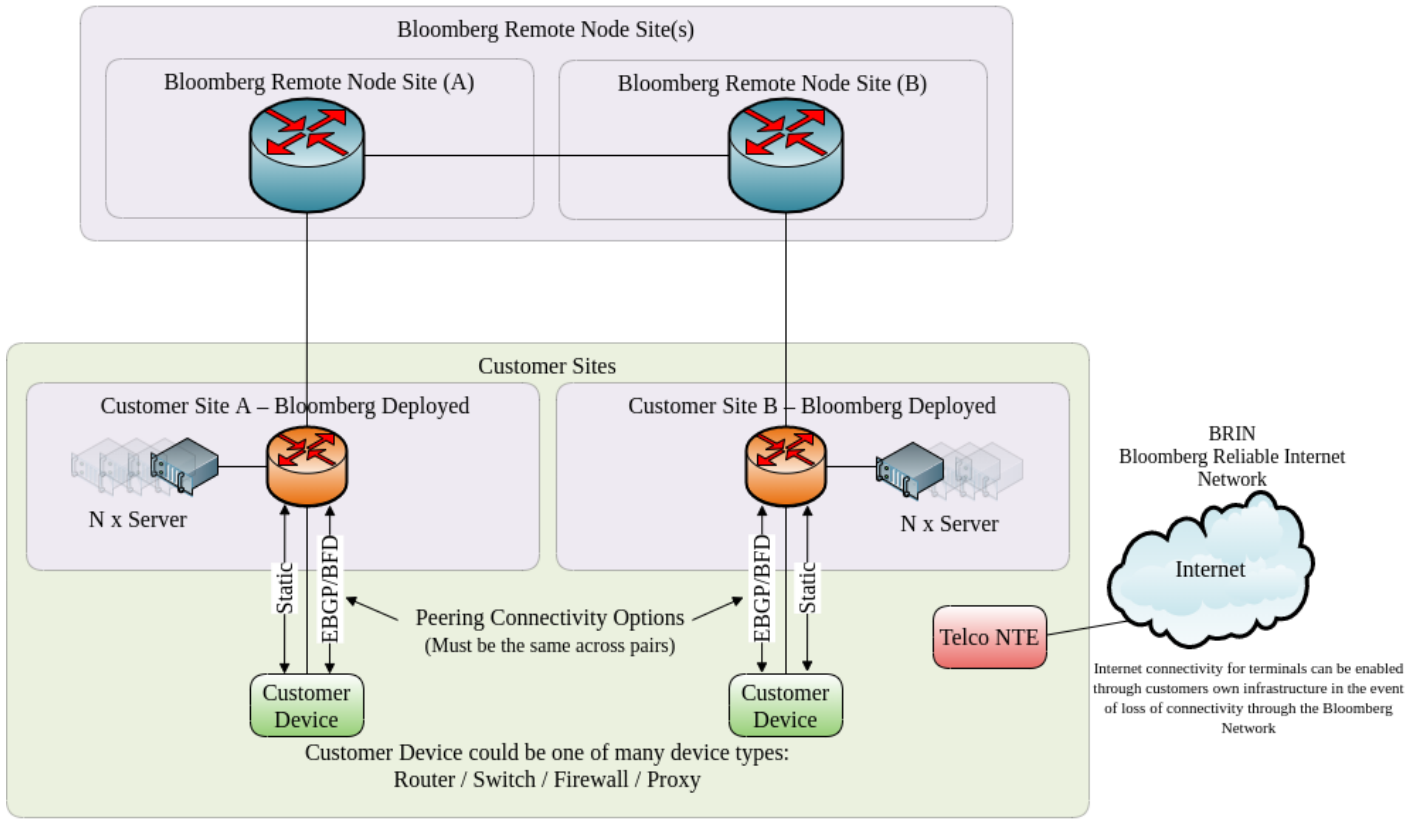 Bloomberg Remote Node Site(s)
Bloomberg Remote Node Site (A)
Bloomberg Remote Node Site (B)
Customer Sites
Customer Site A – Bloomberg Deployed
Customer Site B – Bloomberg Deployed
N x Server
N x Server
BRIN
Bloomberg Reliable Internet
Network
Internet
Static
EBGP/BFD
EBGP/BFD
Static
Peering Connectivity Options
(Must be the same across pairs)
Telco NTE
Internet connectivity for terminals can be enabled
through customers own infrastructure in the event
of loss of connectivity through the Bloomberg
Network
Customer
Device
Customer
Device
Customer Device could be one of many device types:
Router / Switch / Firewall / Proxy